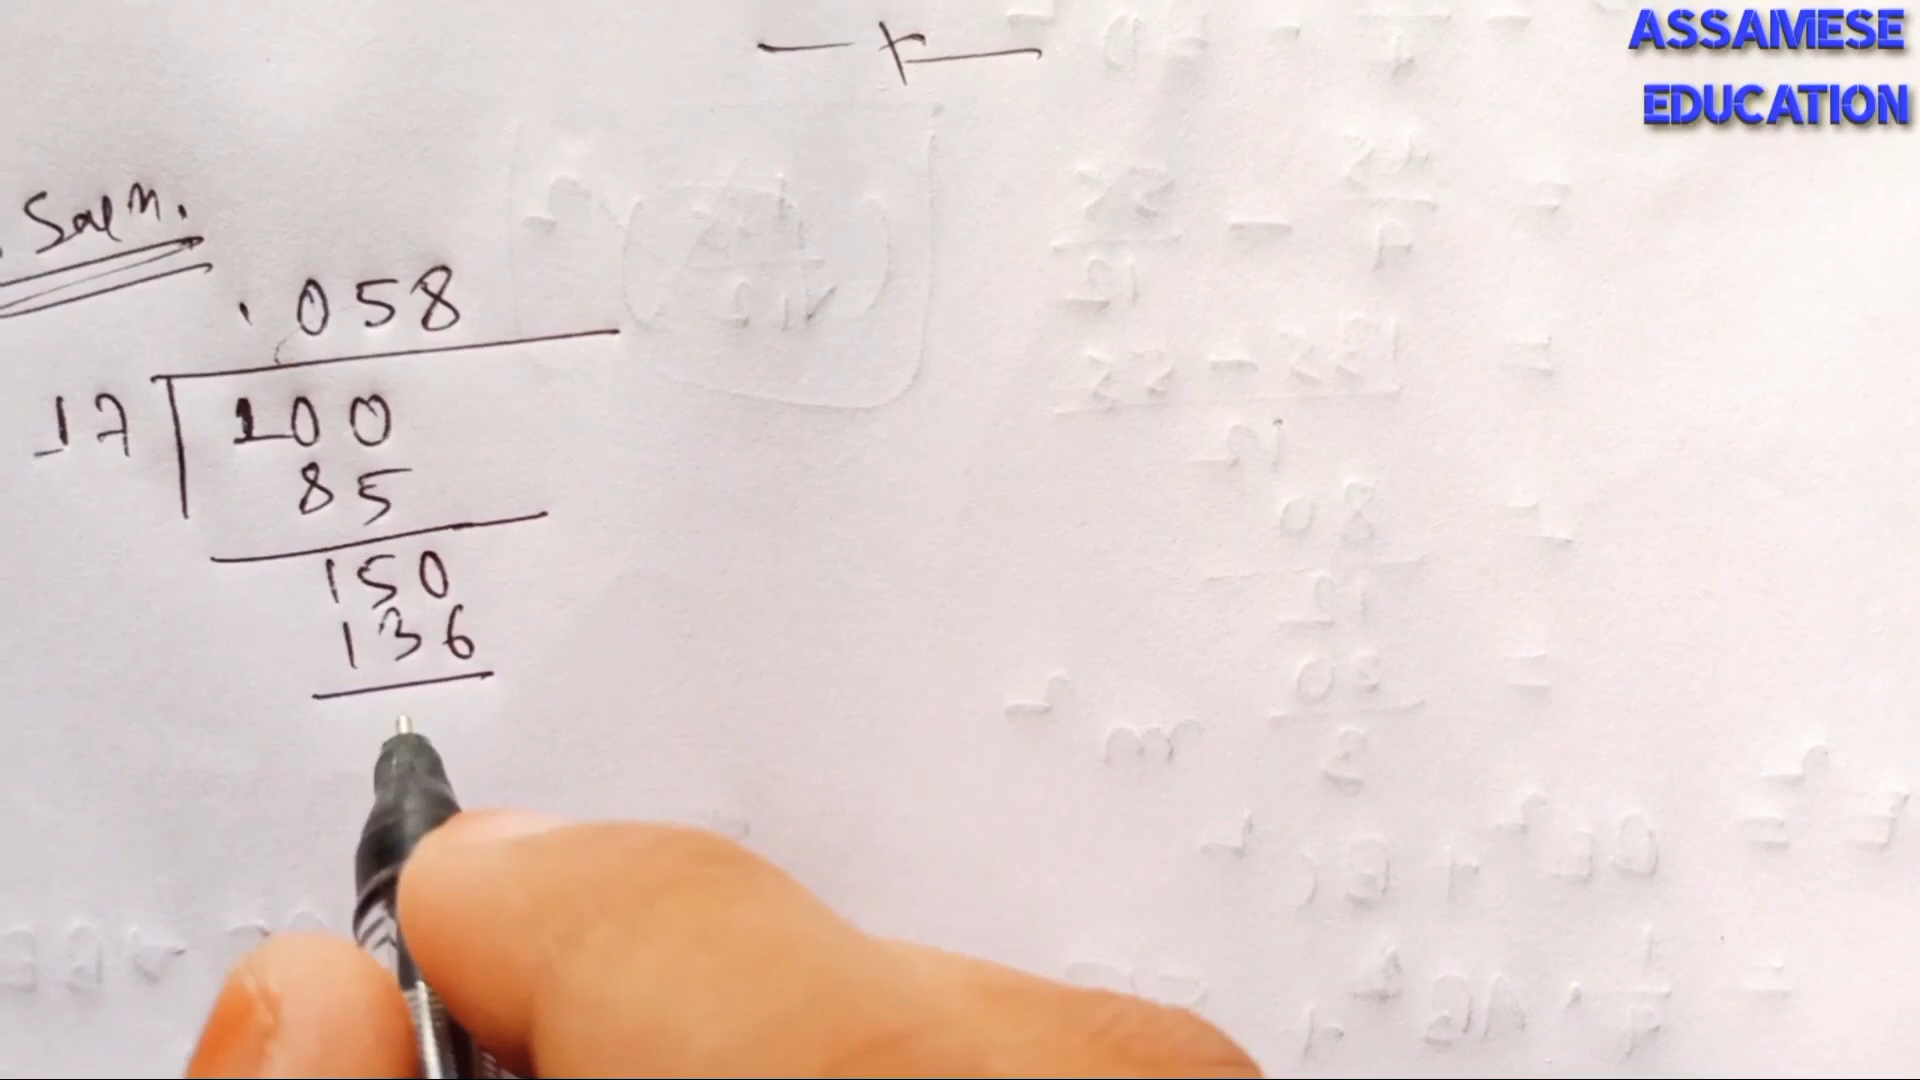 ASSAMESE
EDUCATION
—x—
Soln.
.058
17 100
85
150
136